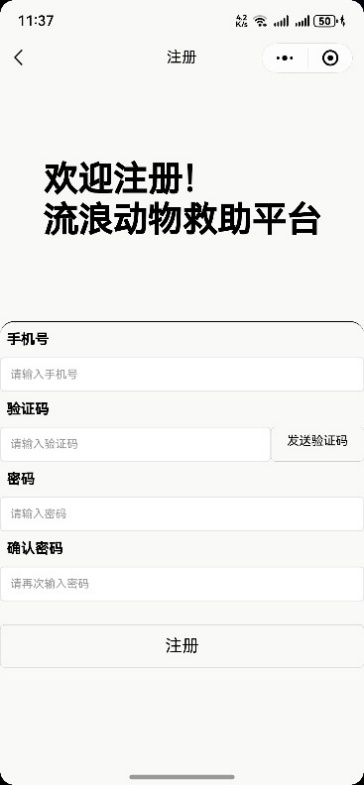 11:37
4.2
K/s
50
注册
欢迎注册!
流浪动物救助平台
手机号
请输入手机号
验证码
请输入验证码
发送验证码
密码
请输入密码
确认密码
请再次输入密码
注册